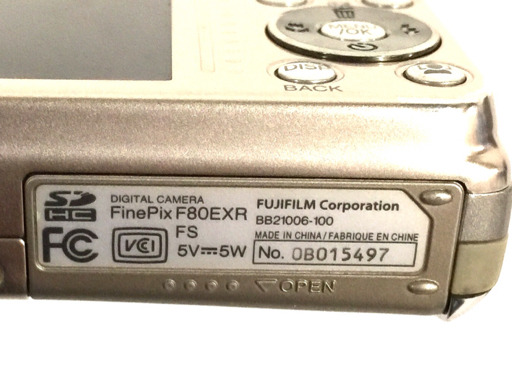 MENU
/OK
DISP
BACK
SD
HC
DIGITAL CAMERA
FinePix F80EXR
FC
VCI
FS
5V⎓5W
FUJIFILM Corporation
BB21006-100
MADE IN CHINA/FABRIQUE EN CHINE
No. 0B015497
OPEN